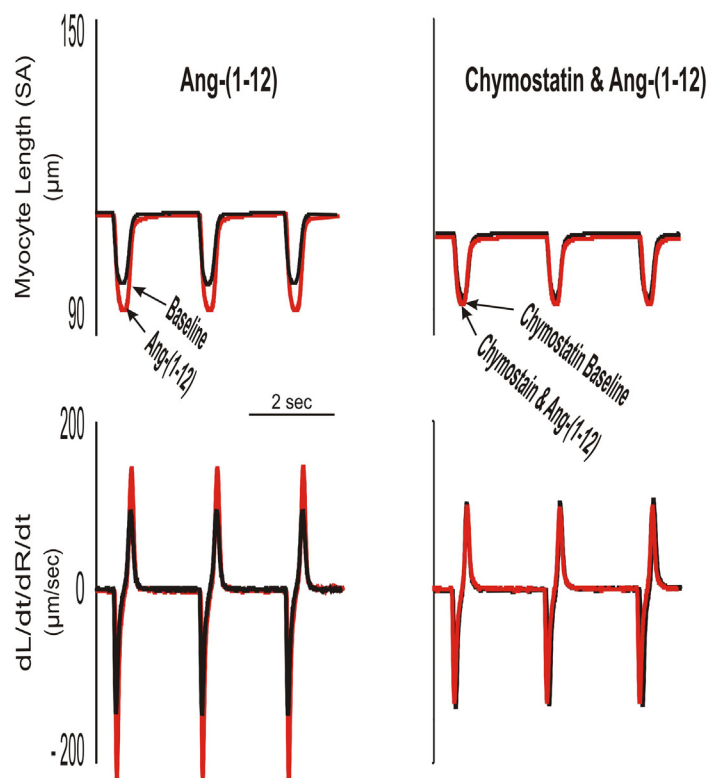 150
Ang-(1-12)
Chymostatin & Ang-(1-12)
Myocyte Length (SA)
(µm)
90
Baseline
Ang-(1-12)
Chymostatin Baseline
Chymostain & Ang-(1-12)
2 sec
200
dL/dt/dR/dt
(µm/sec)
0
- 200